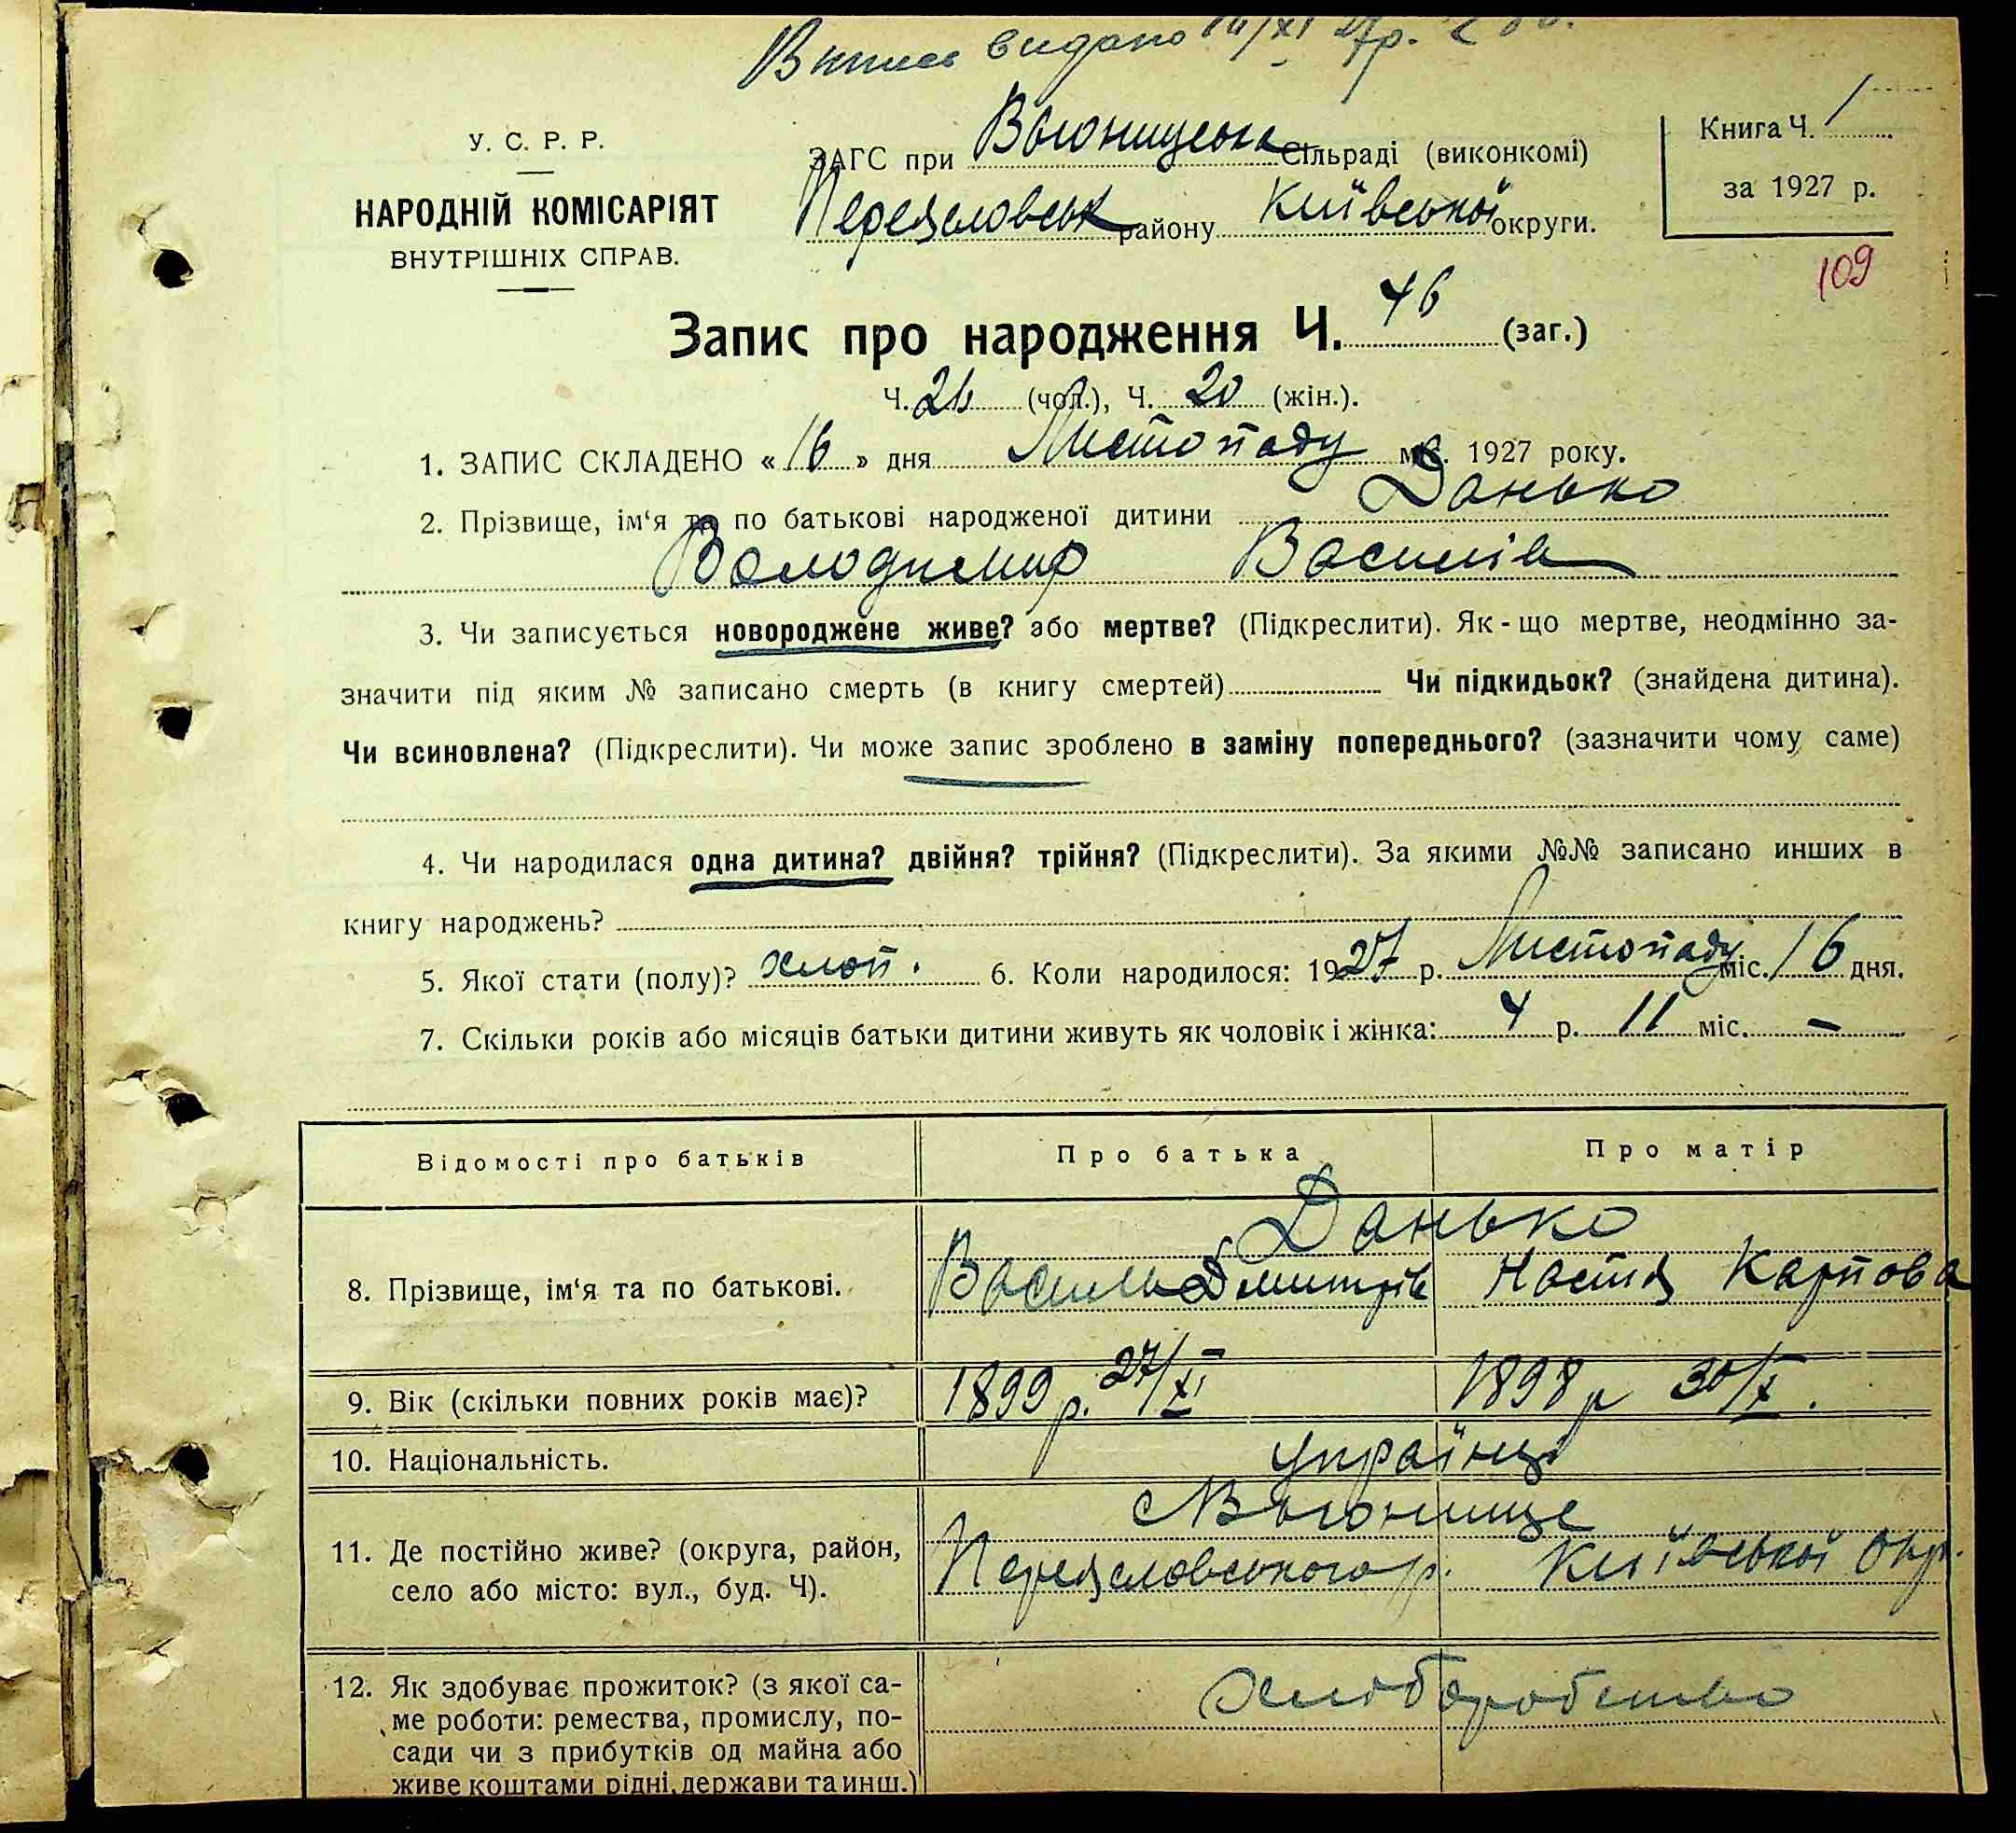 Випис видано /XI 27р.
У. С. Р. Р.
НАРОДНІЙ КОМІСАРІЯТ
ВНУТРІШНІХ СПРАВ.
ЗАГС при Вьюнищська Сільраді (виконкомі)
Переяславськ району Київської округи.
Книга Ч. 1
за 1927 р.
109
Запис про народження Ч. 46 (заг.)
Ч. 26 (чол.), Ч. 20 (жін.).
1. ЗАПИС СКЛАДЕНО «16» дня Листопаду міс. 1927 року.
2. Прізвище, ім‘я та по батькові народженої дитини Данько
Володимир Василів
3. Чи записується новороджене живе? або мертве? (Підкреслити). Як-що мертве, неодмінно за-
значити під яким № записано смерть (в книгу смертей) Чи підкидьок? (знайдена дитина).
Чи всиновлена? (Підкреслити). Чи може запис зроблено в заміну попереднього? (зазначити чому саме)
4. Чи народилася одна дитина? двійня? трійня? (Підкреслити). За якими №№ записано инших в
книгу народжень?
5. Якої стати (полу)? хлоп. 6. Коли народилося: 1927 р. Листопаду міс. 16 дня.
7. Скільки років або місяців батьки дитини живуть як чоловік і жінка: 4 р. 11 міс. –
Відомості про батьків Про батька Про матір
Данько
8. Прізвище, ім‘я та по батькові. Василь Дмитрів Настя Карпова
9. Вік (скільки повних років має)? 1899 р. 27/XI 1898 р 30/X.
10. Національність. Українці
с Вьюнище
11. Де постійно живе? (округа, район,
село або місто: вул., буд. Ч). Переяславського р. Київської Окр.
12. Як здобуває прожиток? (з якої са- хліборобство
ме роботи: ремества, промислу, по-
сади чи з прибутків од майна або
живе коштами рідні, держави та инш.)